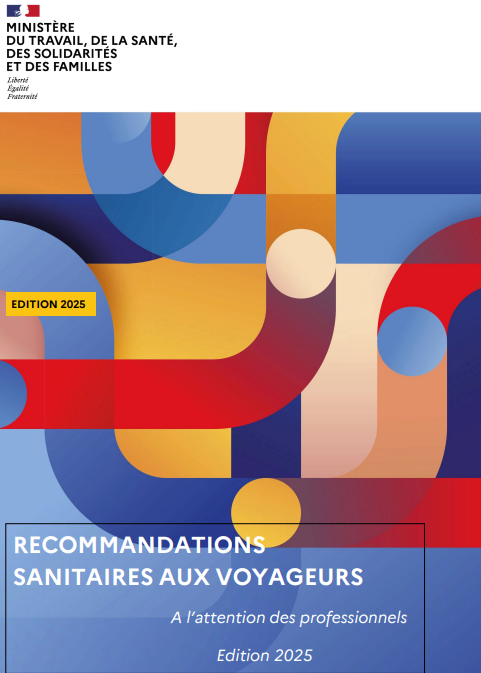 MINISTÈRE
DU TRAVAIL, DE LA SANTÉ,
DES SOLIDARITÉS
ET DES FAMILLES
Liberté
Égalité
Fraternité
EDITION 2025
RECOMMANDATIONS
SANITAIRES AUX VOYAGEURS
A l’attention des professionnels
Edition 2025